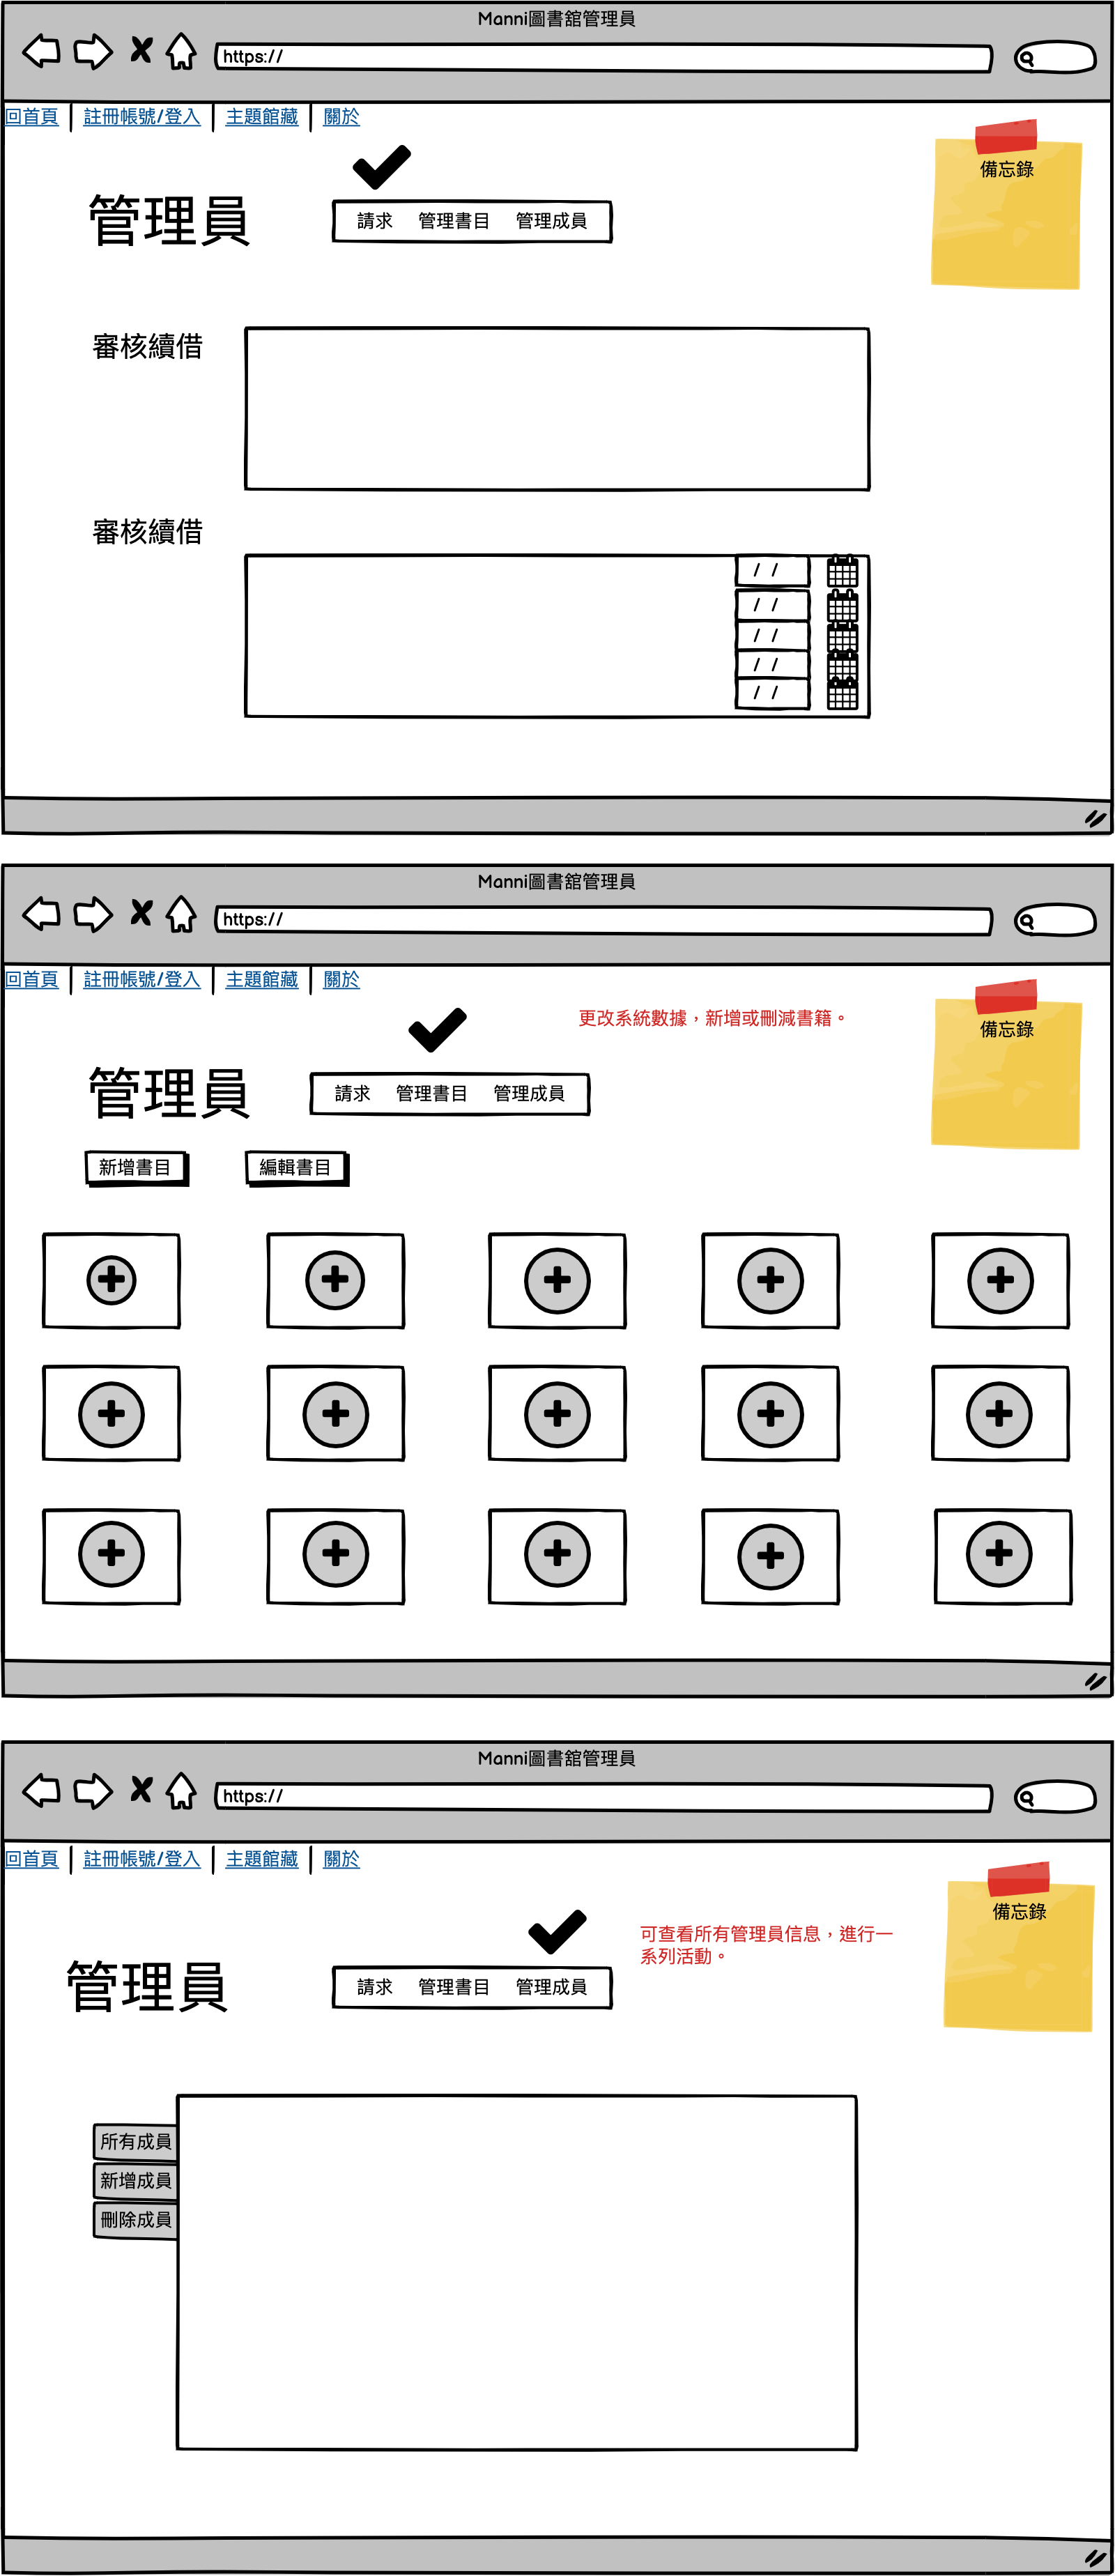 Manni圖書舘管理員
https://
回首頁 註冊帳號/登入 主題館藏 關於
備忘錄
管理員
請求 管理書目 管理成員
審核續借
審核續借
/ /
/ /
/ /
/ /
/ /
Manni圖書舘管理員
https://
回首頁 註冊帳號/登入 主題館藏 關於
更改系統數據，新增或刪減書籍。
備忘錄
管理員
請求 管理書目 管理成員
新增書目 編輯書目
Manni圖書舘管理員
https://
回首頁 註冊帳號/登入 主題館藏 關於
備忘錄
可查看所有管理員信息，進行一
系列活動。
管理員
請求 管理書目 管理成員
所有成員
新增成員
刪除成員